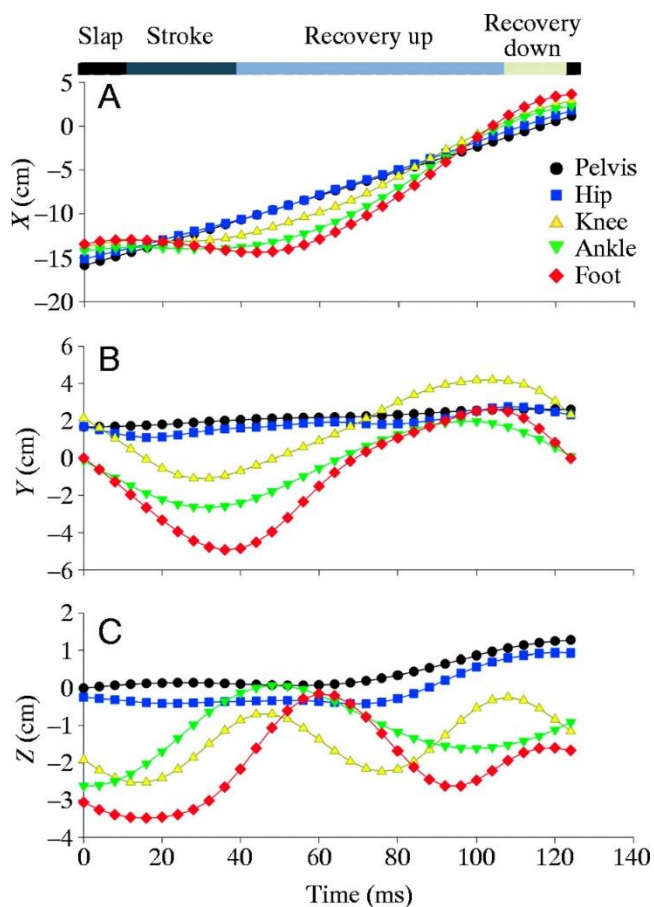 Slap Stroke Recovery up Recovery down
A
5
0
−5
−10
−15
−20
X (cm)
Pelvis
Hip
Knee
Ankle
Foot
B
6
4
2
0
−2
−4
−6
Y (cm)
C
2
1
0
−1
−2
−3
−4
Z (cm)
0 20 40 60 80 100 120 140
Time (ms)